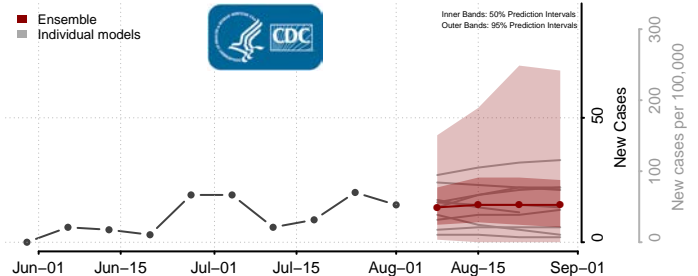 Ensemble
Individual models
CDC
Inner Bands: 50% Prediction Intervals
Outer Bands: 95% Prediction Intervals
0
50
New Cases
0
100
200
300
New cases per 100,000
Jun–01
Jun–15
Jul–01
Jul–15
Aug–01
Aug–15
Sep–01